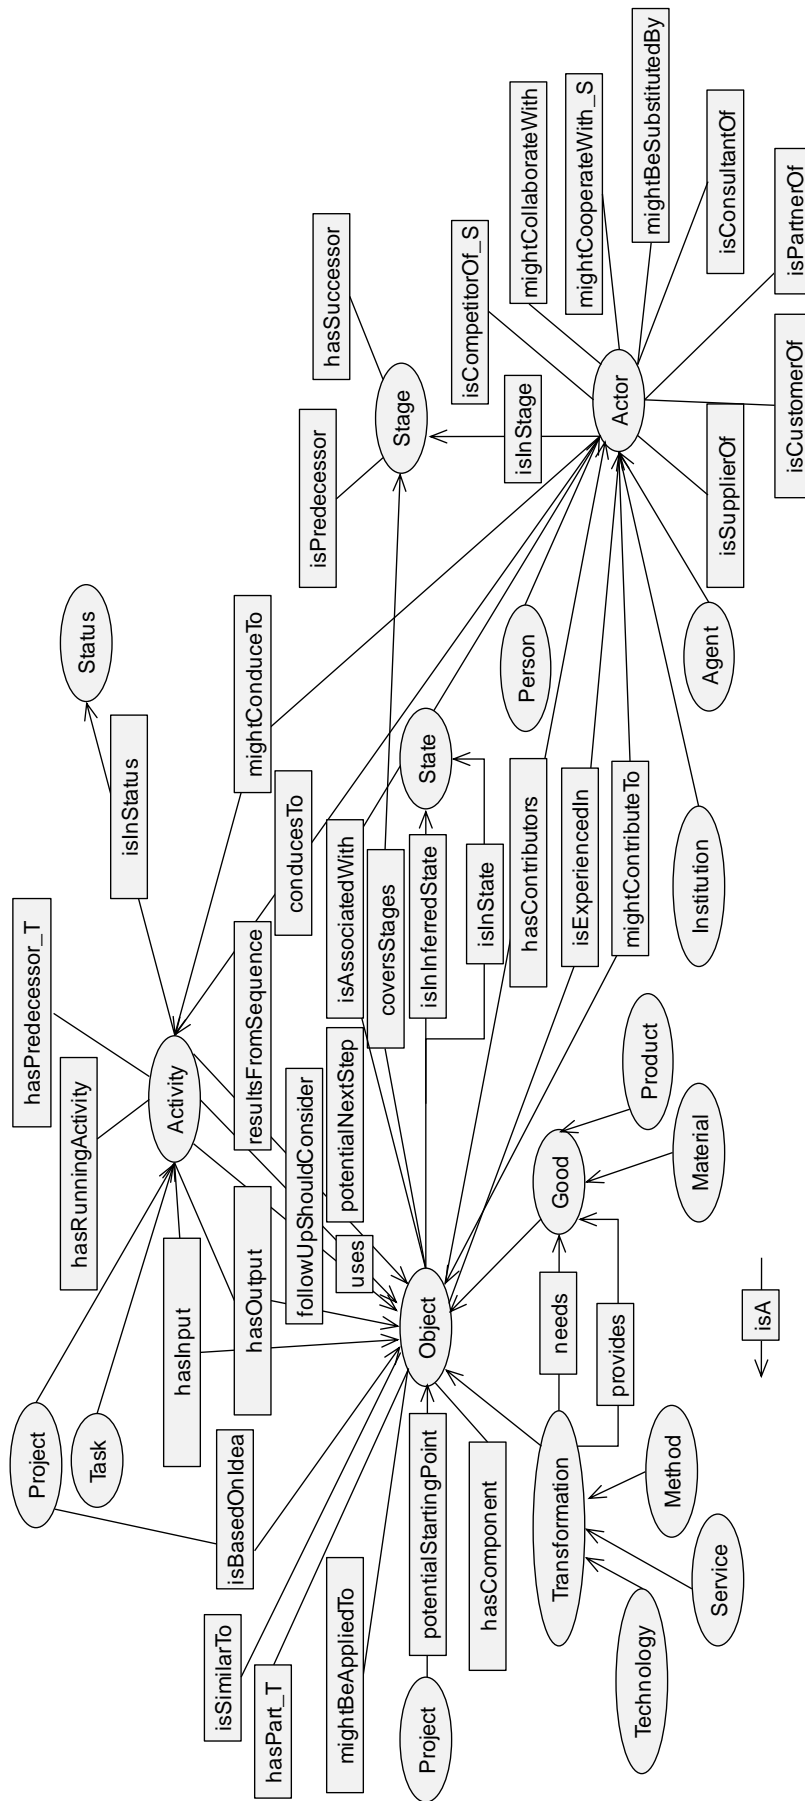 hasPredecessor_T
hasRunningActivity
Project
Task
hasInput
hasOutput
isBasedOnIdea
isSimilarTo
hasPart_T
mightBeAppliedTo
Project
potentialStartingPoint
hasComponent
Activity
isInStatus
Status
mightConduceTo
conducesTo
resultsFromSequence
followUpShouldConsider
potentialNextStep
uses
isAssociatedWith
coversStages
isInInferredState
isInState
State
Object
hasContributors
isExperiencedIn
mightContributeTo
isPredecessor
hasSuccessor
Stage
isInStage
isCompetitorOf_S
mightCollaborateWith
mightCooperateWith_S
mightBeSubstitutedBy
isConsultantOf
isPartnerOf
isCustomerOf
isSupplierOf
Actor
Person
Agent
Institution
Good
Product
Material
needs
provides
Transformation
Technology
Service
Method
isA